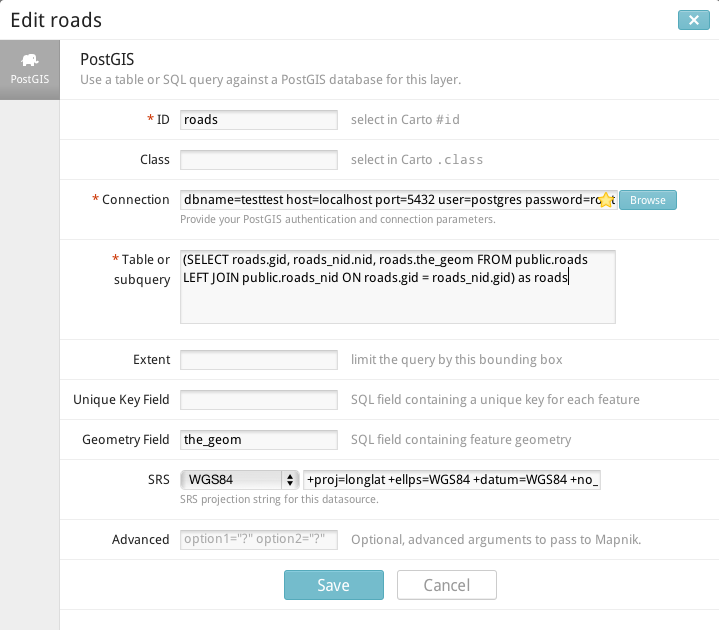 Edit roads
PostGIS
PostGIS
Use a table or SQL query against a PostGIS database for this layer.
* ID roads select in Carto #id
Class select in Carto .class
* Connection dbname=testtest host=localhost port=5432 user=postgres Browse
Provide your PostGIS authentication and connection parameters.
* Table or
subquery
(SELECT roads.gid, roads_nid.nid, roads.the_geom FROM public.roads
LEFT JOIN public.roads_nid ON roads.gid = roads_nid.gid) as roads
Extent limit the query by this bounding box
Unique Key Field SQL field containing a unique key for each feature
Geometry Field the_geom SQL field containing feature geometry
SRS WGS84 +proj=longlat +ellps=WGS84 +datum=WGS84 +no_
SRS projection string for this datasource.
Advanced option1="?" option2="?" Optional, advanced arguments to pass to Mapnik.
Save Cancel